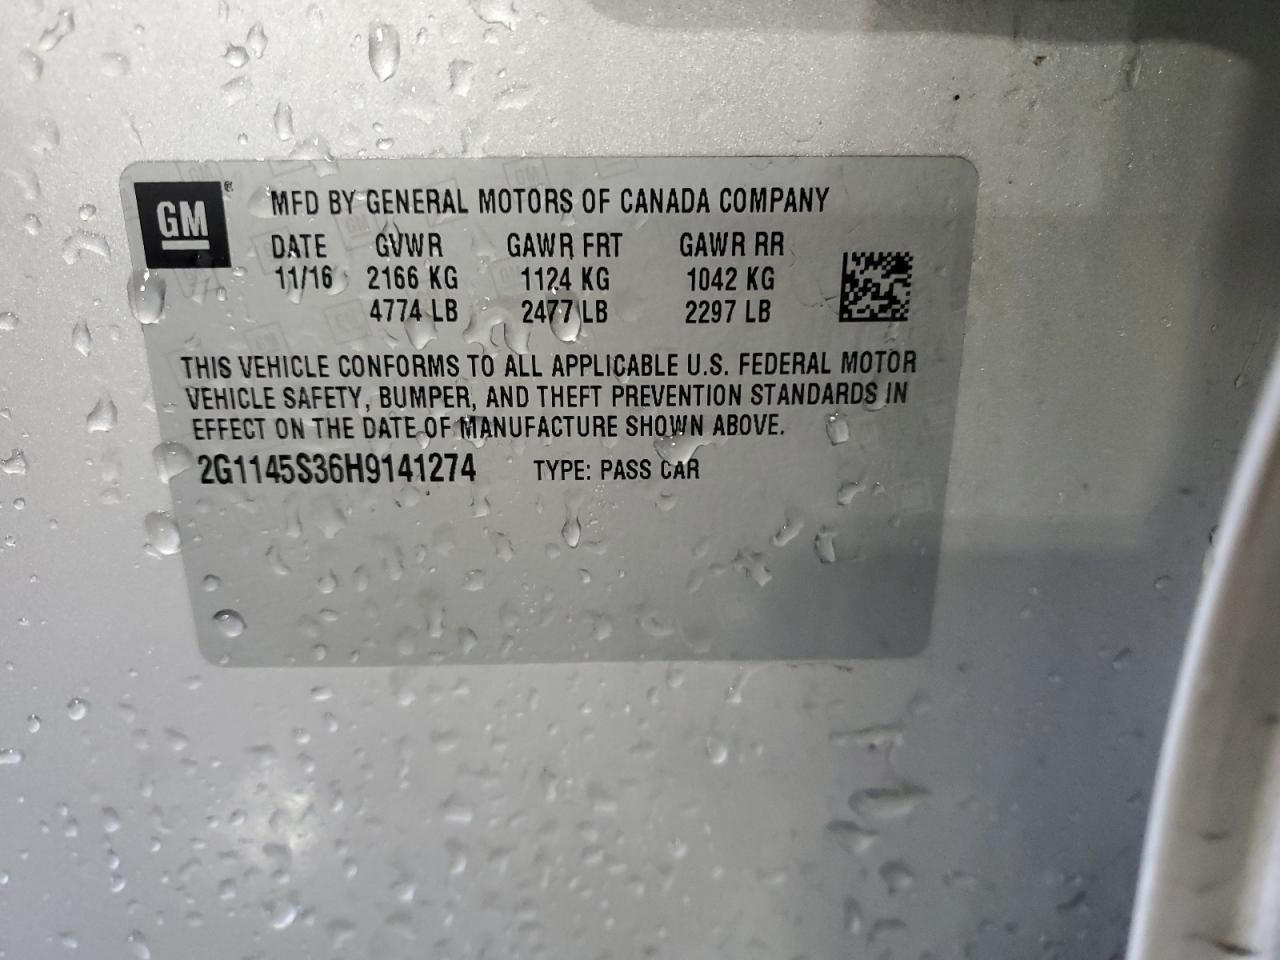 GM® MFD BY GENERAL MOTORS OF CANADA COMPANY
DATE GVWR GAWR FRT GAWR RR
11/16 2166 KG 1124 KG 1042 KG
4774 LB 2477 LB 2297 LB
THIS VEHICLE CONFORMS TO ALL APPLICABLE U.S. FEDERAL MOTOR
VEHICLE SAFETY, BUMPER, AND THEFT PREVENTION STANDARDS IN
EFFECT ON THE DATE OF MANUFACTURE SHOWN ABOVE.
2G1145S36H9141274 TYPE: PASS CAR